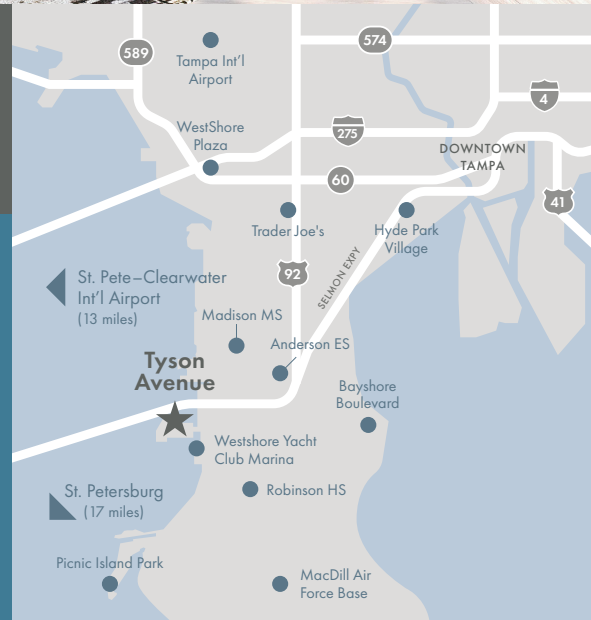 589
574
Tampa Int'l
Airport
4
275
WestShore
Plaza
DOWNTOWN
TAMPA
60
41
Trader Joe's
Hyde Park
Village
92
SELMON EXPY
St. Pete–Clearwater
Int'l Airport
(13 miles)
Madison MS
Anderson ES
Tyson
Avenue
Bayshore
Boulevard
Westshore Yacht
Club Marina
St. Petersburg
(17 miles)
Robinson HS
Picnic Island Park
MacDill Air
Force Base